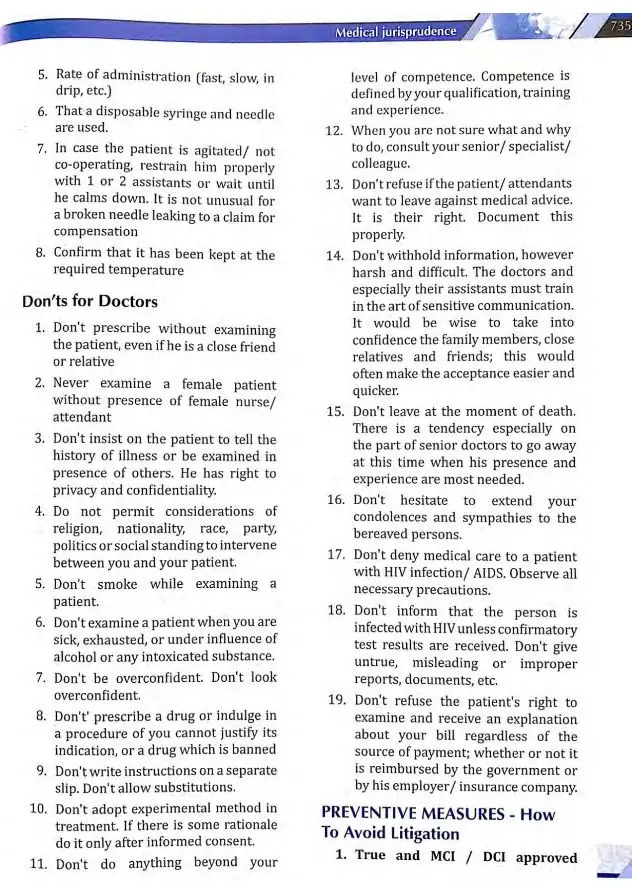 Medical jurisprudence
735
5. Rate of administration (fast, slow, in
drip, etc.)
6. That a disposable syringe and needle
are used.
7. In case the patient is agitated/ not
co-operating, restrain him properly
with 1 or 2 assistants or wait until
he calms down. It is not unusual for
a broken needle leaking to a claim for
compensation
8. Confirm that it has been kept at the
required temperature
Don'ts for Doctors
1. Don't prescribe without examining
the patient, even if he is a close friend
or relative
2. Never examine a female patient
without presence of female nurse/
attendant
3. Don't insist on the patient to tell the
history of illness or be examined in
presence of others. He has right to
privacy and confidentiality.
4. Do not permit considerations of
religion, nationality, race, party,
politics or social standing to intervene
between you and your patient.
5. Don't smoke while examining a
patient.
6. Don't examine a patient when you are
sick, exhausted, or under influence of
alcohol or any intoxicated substance.
7. Don't be overconfident. Don't look
overconfident.
8. Don't' prescribe a drug or indulge in
a procedure of you cannot justify its
indication, or a drug which is banned
9. Don't write instructions on a separate
slip. Don't allow substitutions.
10. Don't adopt experimental method in
treatment. If there is some rationale
do it only after informed consent.
11. Don't do anything beyond your
level of competence. Competence is
defined by your qualification, training
and experience.
12. When you are not sure what and why
to do, consult your senior/ specialist/
colleague.
13. Don't refuse if the patient/ attendants
want to leave against medical advice.
It is their right. Document this
properly.
14. Don't withhold information, however
harsh and difficult. The doctors and
especially their assistants must train
in the art of sensitive communication.
It would be wise to take into
confidence the family members, close
relatives and friends; this would
often make the acceptance easier and
quicker.
15. Don't leave at the moment of death.
There is a tendency especially on
the part of senior doctors to go away
at this time when his presence and
experience are most needed.
16. Don't hesitate to extend your
condolences and sympathies to the
bereaved persons.
17. Don't deny medical care to a patient
with HIV infection/ AIDS. Observe all
necessary precautions.
18. Don't inform that the person is
infected with HIV unless confirmatory
test results are received. Don't give
untrue, misleading or improper
reports, documents, etc.
19. Don't refuse the patient's right to
examine and receive an explanation
about your bill regardless of the
source of payment; whether or not it
is reimbursed by the government or
by his employer/ insurance company.
PREVENTIVE MEASURES - How
To Avoid Litigation
1. True and MCI / DCI approved